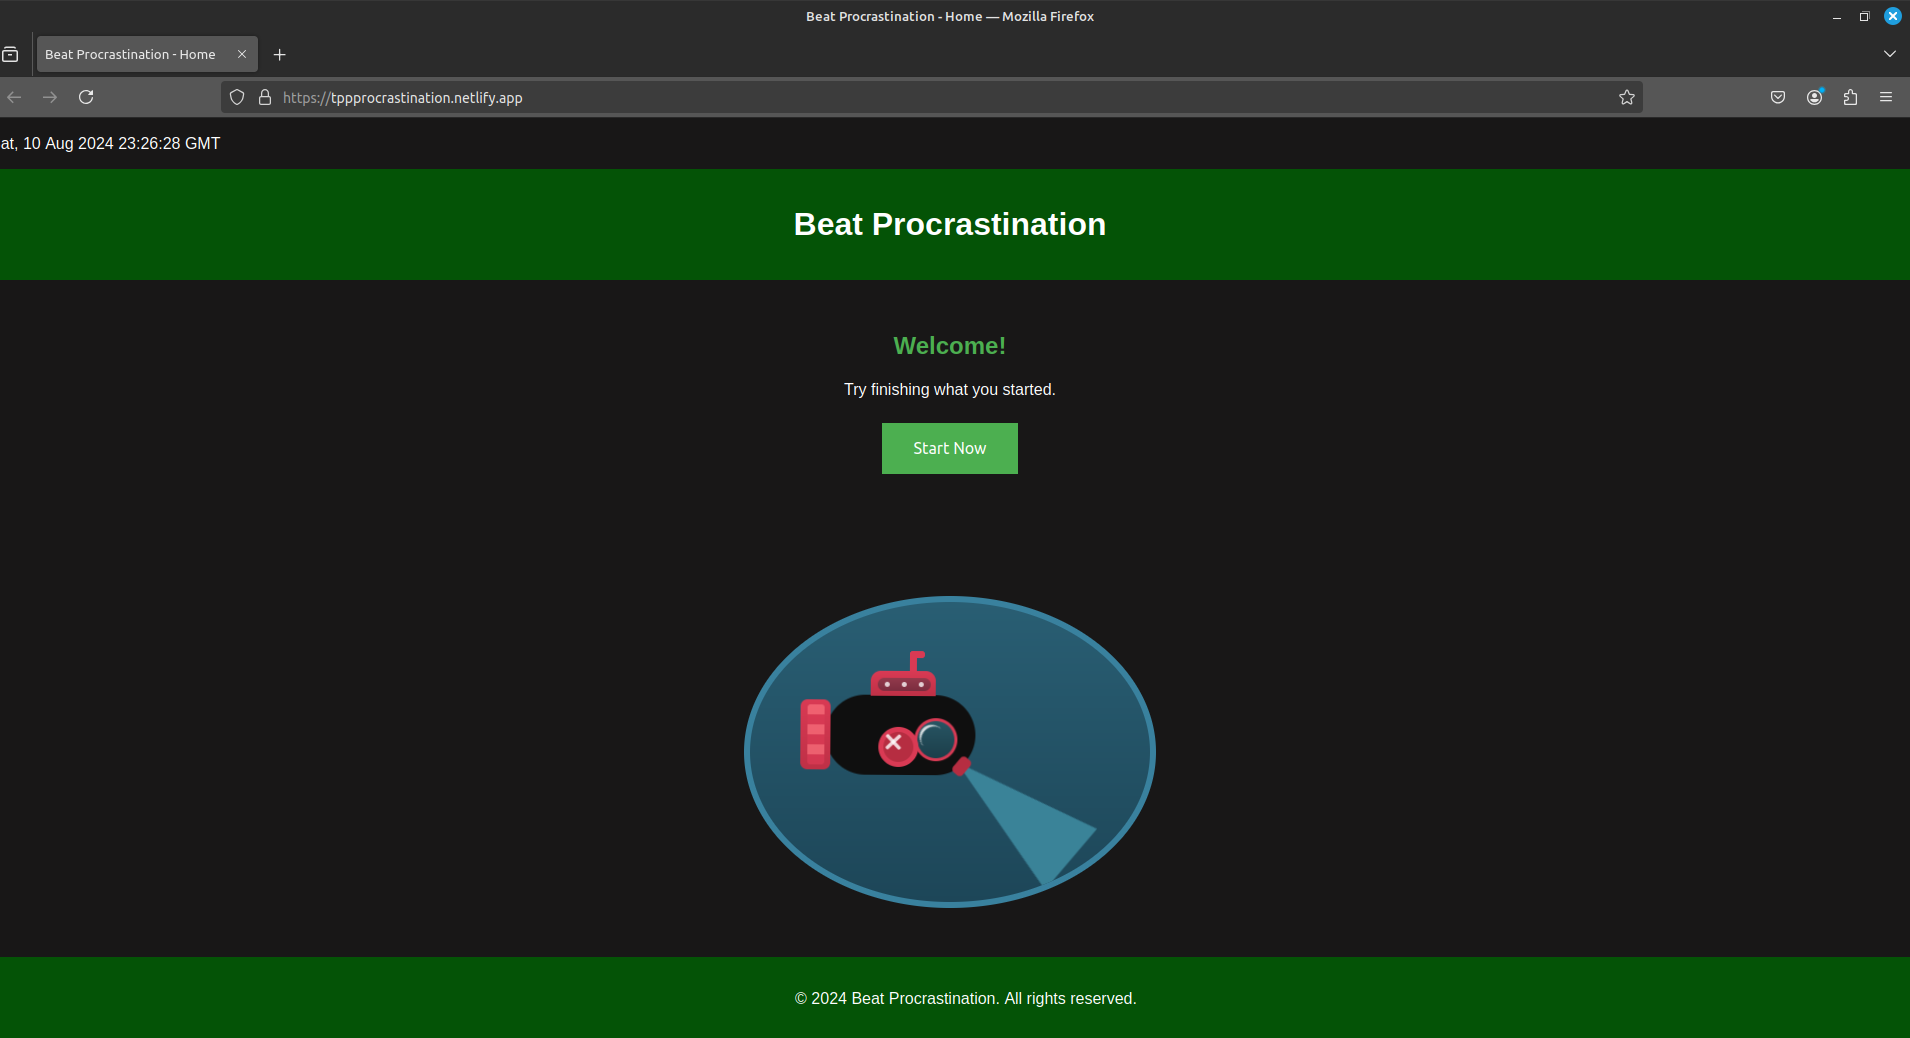 Beat Procrastination - Home — Mozilla Firefox
Beat Procrastination - Home
https://tppprocrastination.netlify.app
at, 10 Aug 2024 23:26:28 GMT
Beat Procrastination
Welcome!
Try finishing what you started.
Start Now
© 2024 Beat Procrastination. All rights reserved.